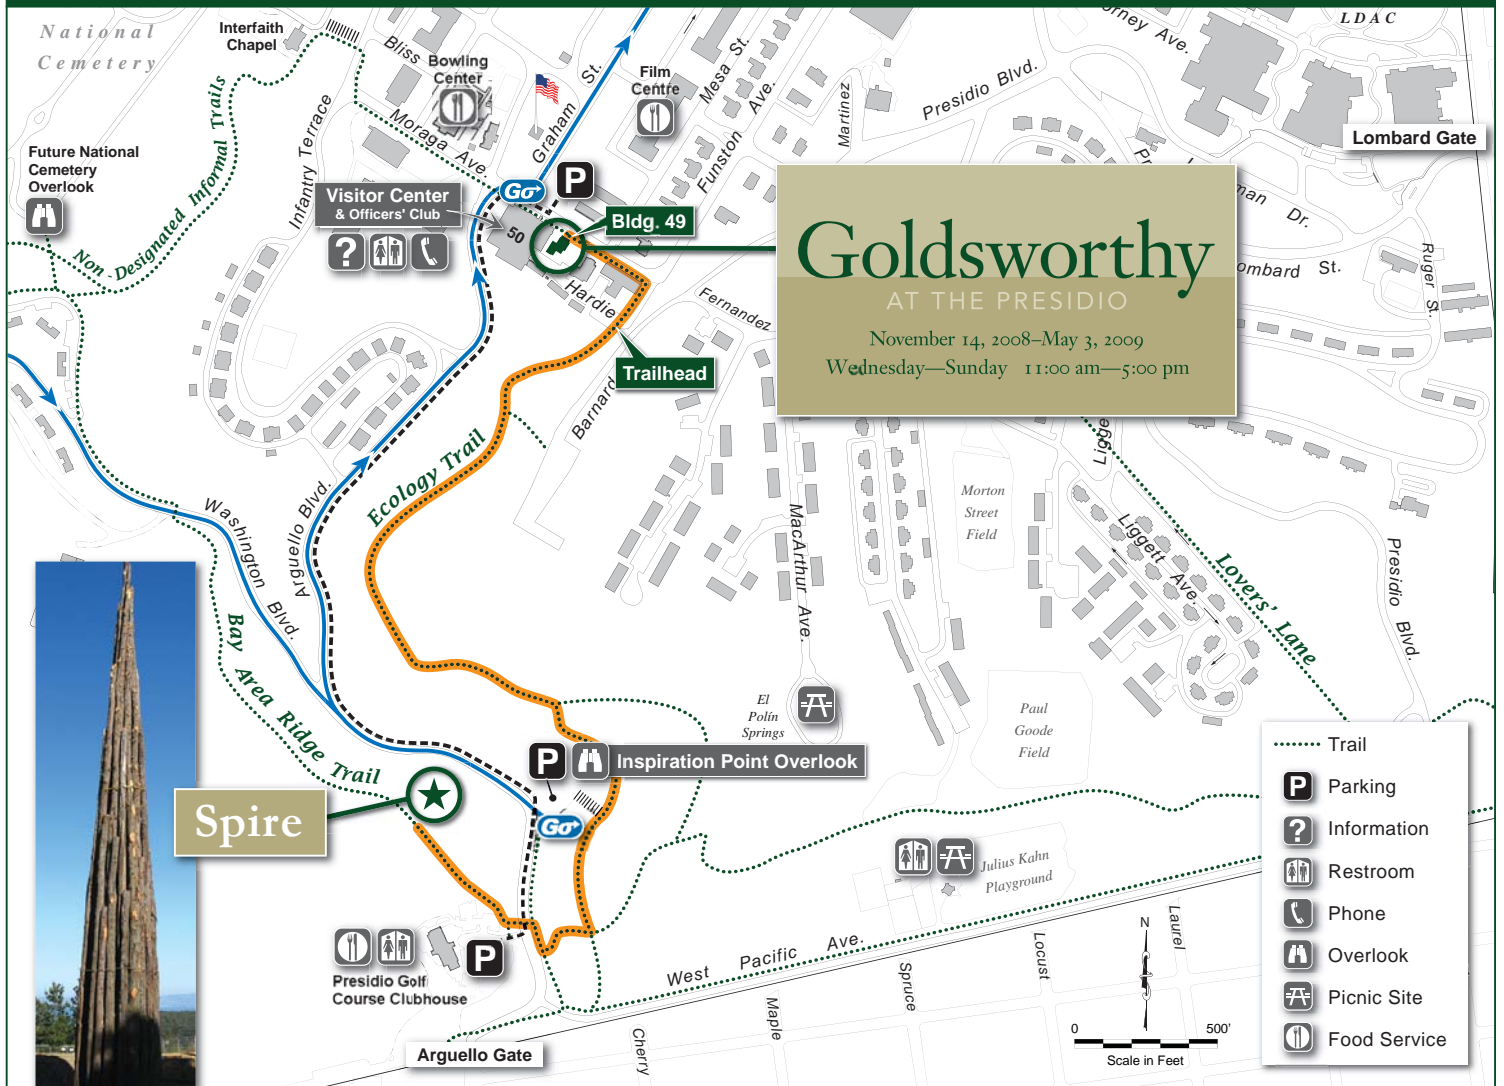 National
Cemetery
Interfaith
Chapel
Bliss
Bowling
Center
Graham St.
Film
Centre
Mesa St.
Funston Ave.
Martinez
Presidio Blvd.
LDAC
Lombard Gate
Future National
Cemetery
Overlook
Non-Designated Informal Trails
Infantry Terrace
Moraga Ave.
Visitor Center
& Officers' Club
?
Go
P
50
Bldg. 49
Hardie
Fernandez
Trailhead
Barnard
Goldsworthy
AT THE PRESIDIO
November 14, 2008–May 3, 2009
Wednesday—Sunday 11:00 am—5:00 pm
Dr.
St.
Ruger St.
Ecology Trail
Washington Blvd.
Arguello Blvd.
Bay Area Ridge Trail
MacArthur Ave.
Morton
Street
Field
Liggett Ave.
Lovers' Lane
Presidio Blvd.
El
Polín
Springs
Paul
Goode
Field
P
Inspiration Point Overlook
Go
Spire
Julius Kahn
Playground
P
Presidio Golf
Course Clubhouse
West Pacific Ave.
Arguello Gate
Cherry
Maple
Spruce
Locust
Laurel
N
0 500'
Scale in Feet
Trail
P Parking
? Information
Restroom
Phone
Overlook
Picnic Site
Food Service